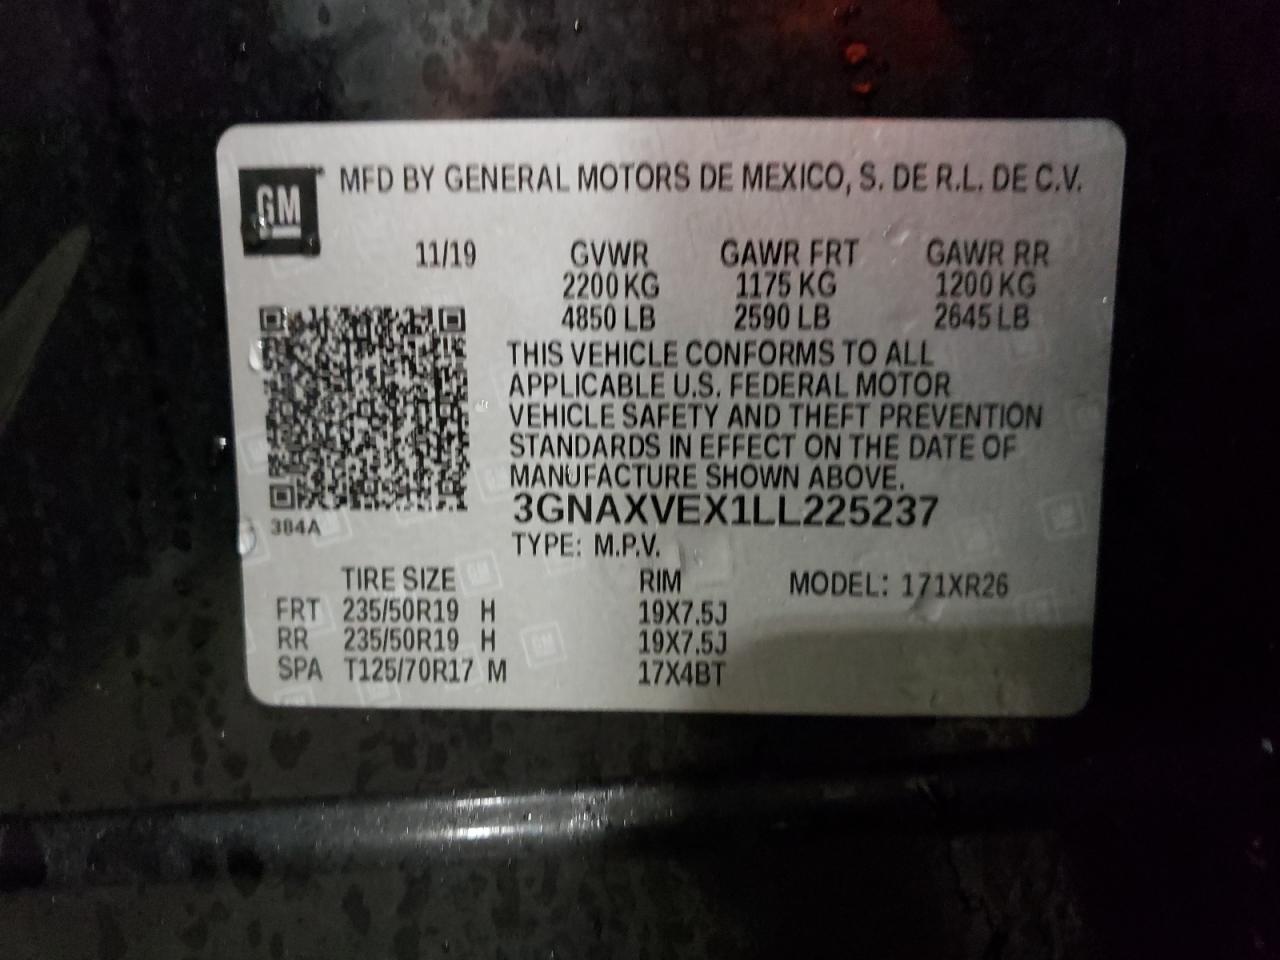 GM MFD BY GENERAL MOTORS DE MEXICO, S. DE R.L. DE C.V.
11/19 GVWR GAWR FRT GAWR RR
2200 KG 1175 KG 1200 KG
4850 LB 2590 LB 2645 LB
THIS VEHICLE CONFORMS TO ALL
APPLICABLE U.S. FEDERAL MOTOR
VEHICLE SAFETY AND THEFT PREVENTION
STANDARDS IN EFFECT ON THE DATE OF
MANUFACTURE SHOWN ABOVE.
3GNAXVEX1LL225237
384A
TYPE: M.P.V.
TIRE SIZE RIM MODEL: 171XR26
FRT 235/50R19 H 19X7.5J
RR 235/50R19 H 19X7.5J
SPA T125/70R17 M 17X4BT